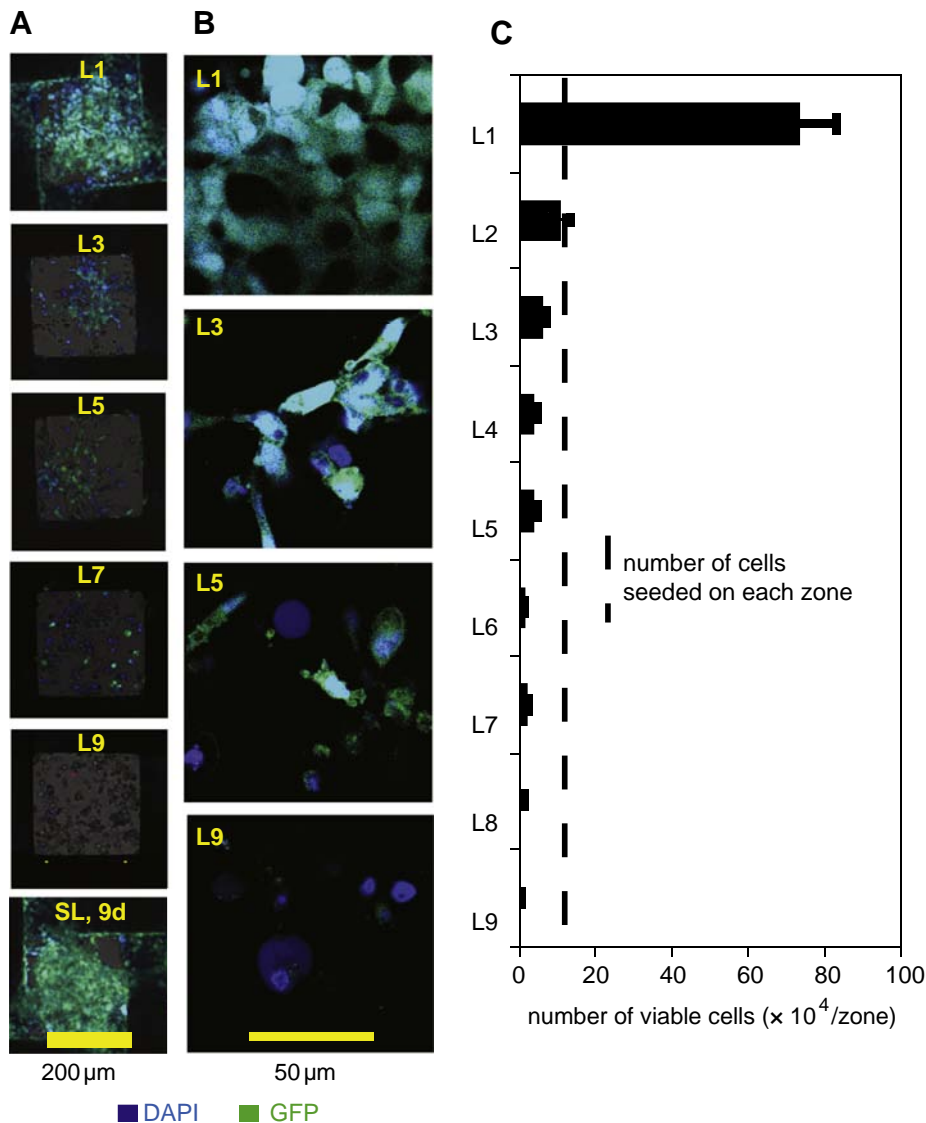 A
L1
L3
L5
L7
L9
SL, 9d
200 µm
B
L1
L3
L5
L9
50 µm
DAPI
GFP
C
L1
L2
L3
L4
L5
L6
L7
L8
L9
number of cells
seeded on each zone
0 20 40 60 80 100
number of viable cells (× 10⁴/zone)